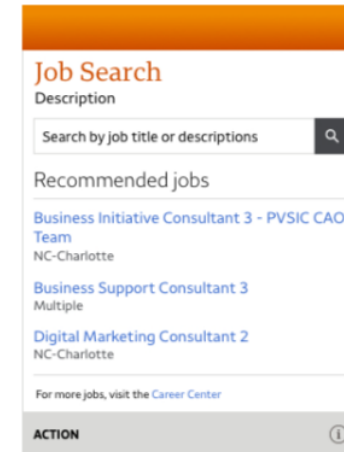 Job Search
Description
Search by job title or descriptions
Recommended jobs
Business Initiative Consultant 3 - PVSIC CAO
Team
NC-Charlotte
Business Support Consultant 3
Multiple
Digital Marketing Consultant 2
NC-Charlotte
For more jobs, visit the Career Center
ACTION